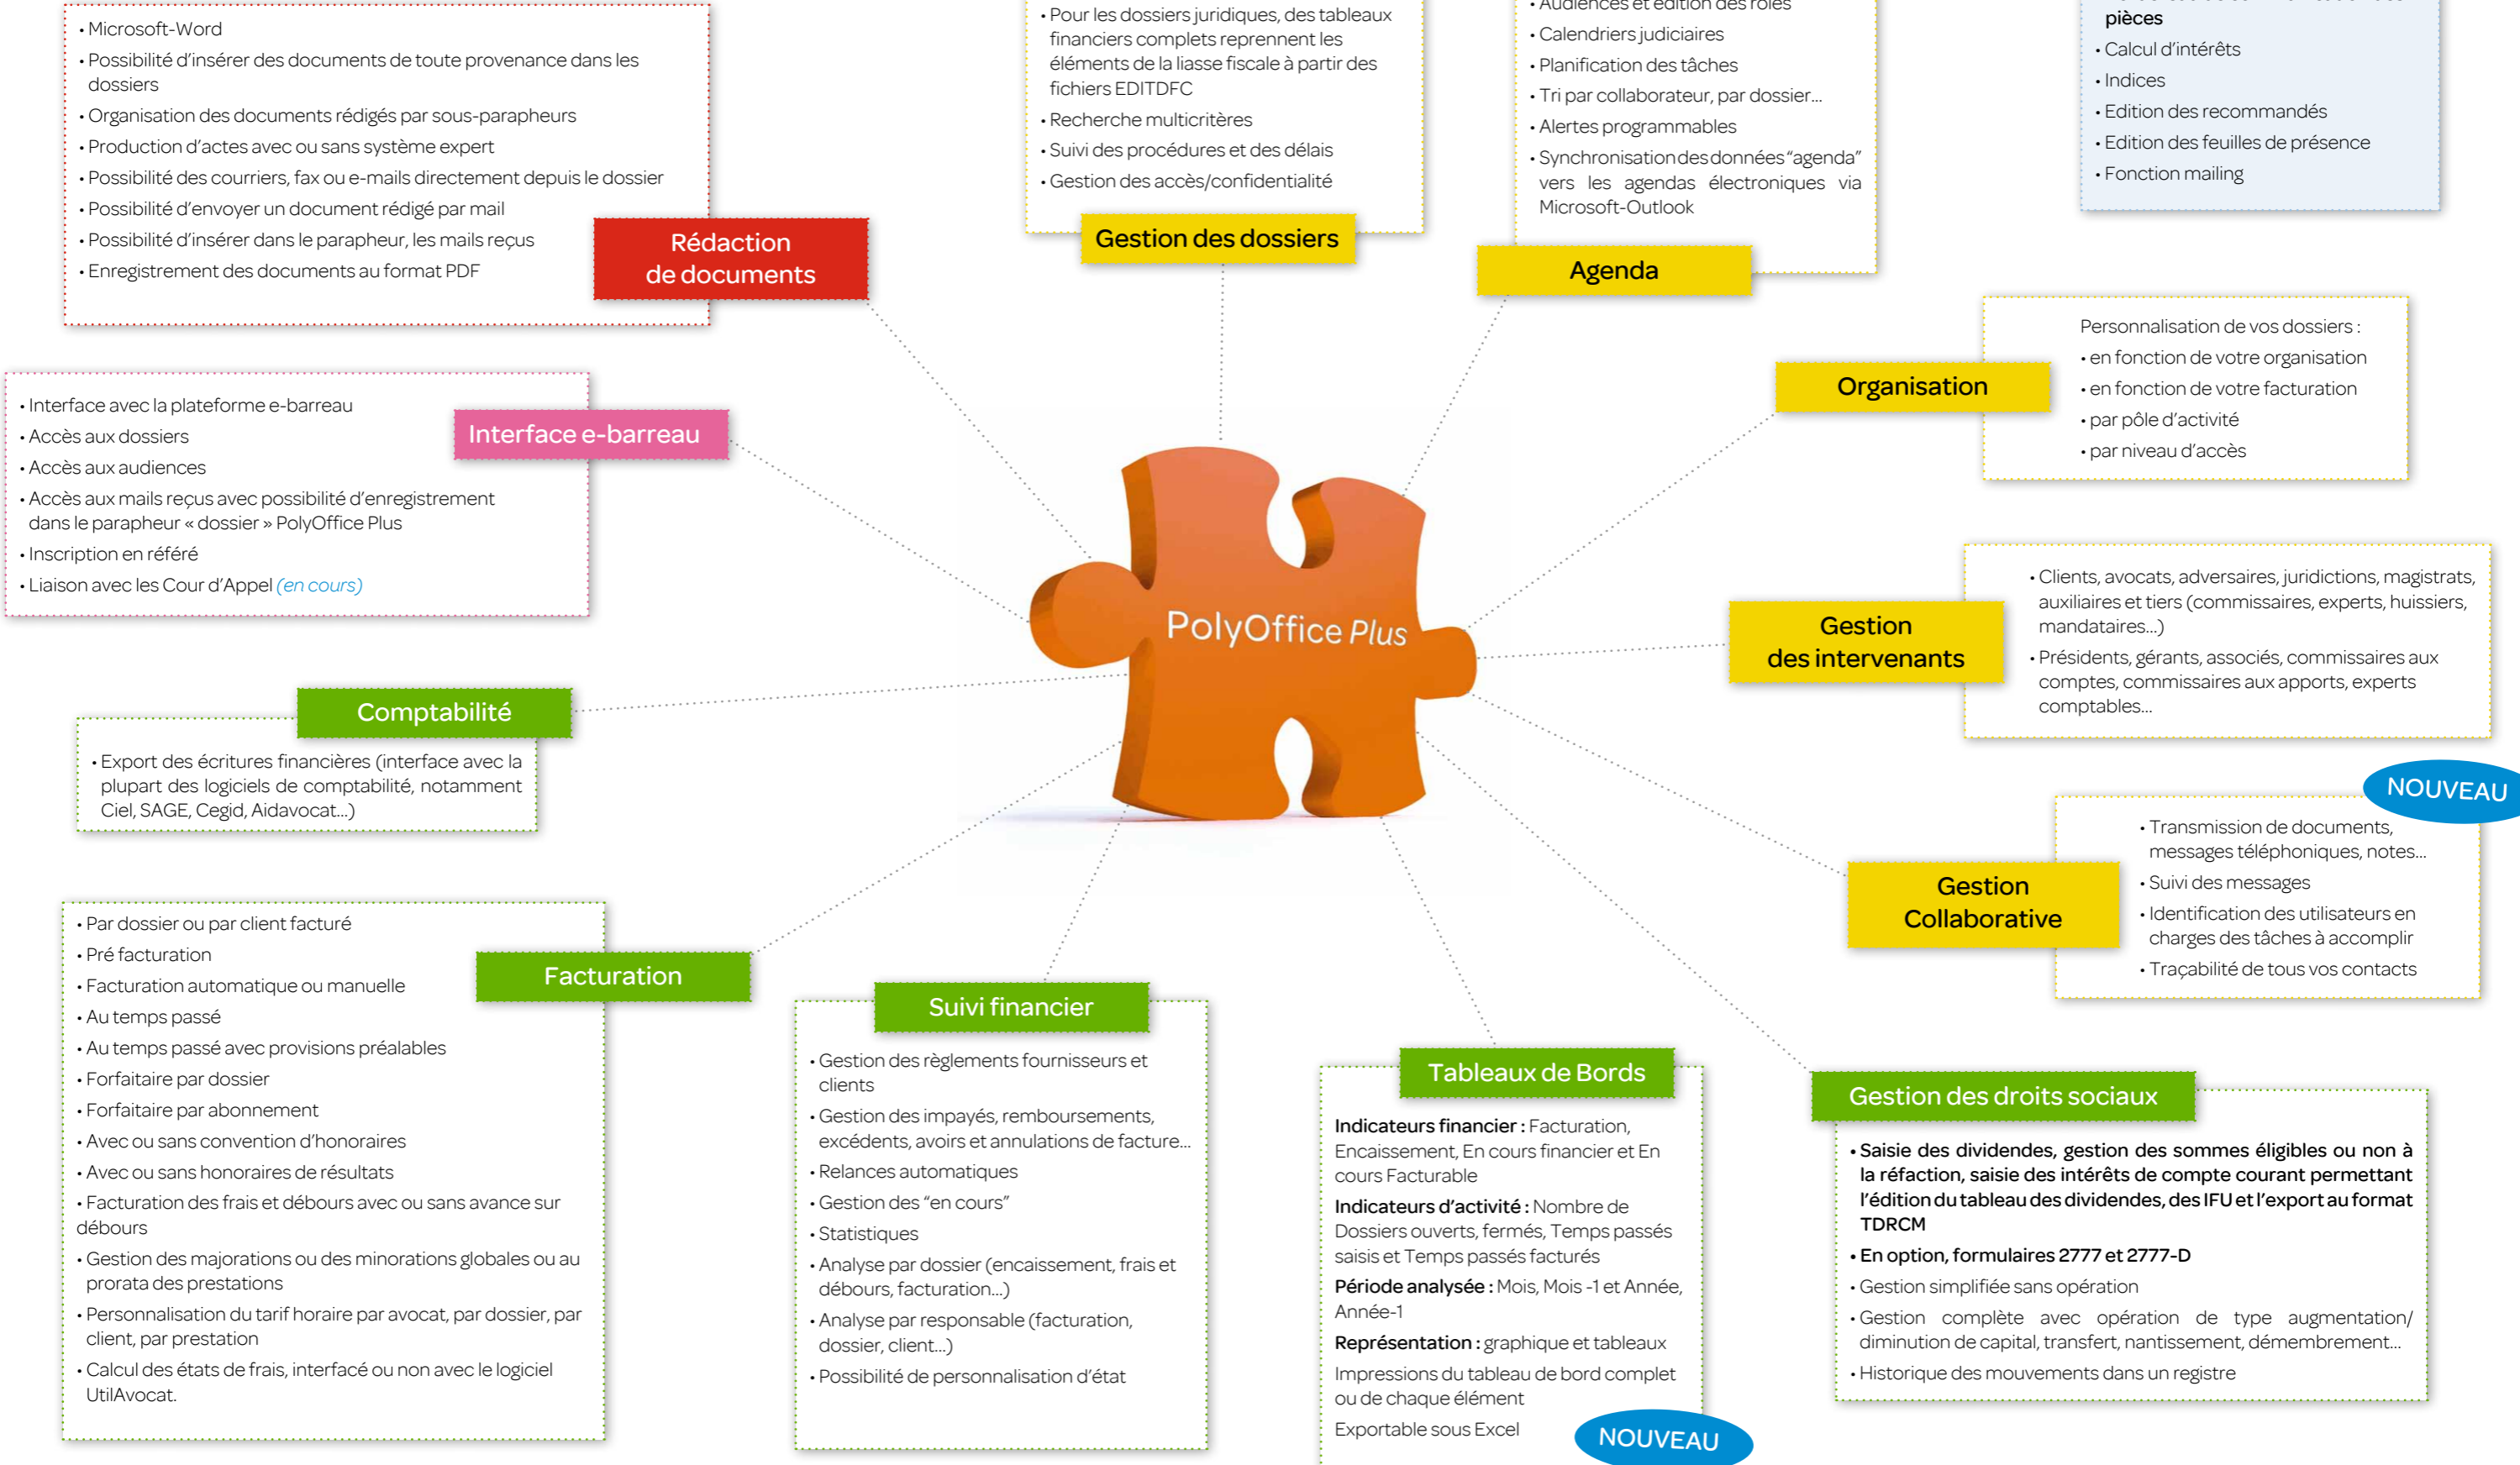 • Microsoft-Word
• Possibilité d’insérer des documents de toute provenance dans les
dossiers
• Organisation des documents rédigés par sous-parapheurs
• Production d’actes avec ou sans système expert
• Possibilité des courriers, fax ou e-mails directement depuis le dossier
• Possibilité d’envoyer un document rédigé par mail
• Possibilité d’insérer dans le parapheur, les mails reçus
• Enregistrement des documents au format PDF
Rédaction
de documents
• Pour les dossiers juridiques, des tableaux
financiers complets reprennent les
éléments de la liasse fiscale à partir des
fichiers EDITDFC
• Recherche multicritères
• Suivi des procédures et des délais
• Gestion des accès/confidentialité
Gestion des dossiers
• Audiences et édition des rôles
• Calendriers judiciaires
• Planification des tâches
• Tri par collaborateur, par dossier...
• Alertes programmables
• Synchronisation des données “agenda”
vers les agendas électroniques via
Microsoft-Outlook
Agenda
pièces
• Calcul d’intérêts
• Indices
• Edition des recommandés
• Edition des feuilles de présence
• Fonction mailing
Organisation
Personnalisation de vos dossiers :
• en fonction de votre organisation
• en fonction de votre facturation
• par pôle d’activité
• par niveau d’accès
• Interface avec la plateforme e-barreau
• Accès aux dossiers
• Accès aux audiences
• Accès aux mails reçus avec possibilité d’enregistrement
dans le parapheur « dossier » PolyOffice Plus
• Inscription en référé
• Liaison avec les Cour d’Appel (en cours)
Interface e-barreau
PolyOffice Plus
Gestion
des intervenants
• Clients, avocats, adversaires, juridictions, magistrats,
auxiliaires et tiers (commissaires, experts, huissiers,
mandataires...)
• Présidents, gérants, associés, commissaires aux
comptes, commissaires aux apports, experts
comptables...
Comptabilité
• Export des écritures financières (interface avec la
plupart des logiciels de comptabilité, notamment
Ciel, SAGE, Cegid, Aidavocat...)
NOUVEAU
Gestion
Collaborative
• Transmission de documents,
messages téléphoniques, notes...
• Suivi des messages
• Identification des utilisateurs en
charges des tâches à accomplir
• Traçabilité de tous vos contacts
• Par dossier ou par client facturé
• Pré facturation
• Facturation automatique ou manuelle
• Au temps passé
• Au temps passé avec provisions préalables
• Forfaitaire par dossier
• Forfaitaire par abonnement
• Avec ou sans convention d’honoraires
• Avec ou sans honoraires de résultats
• Facturation des frais et débours avec ou sans avance sur
débours
• Gestion des majorations ou des minorations globales ou au
prorata des prestations
• Personnalisation du tarif horaire par avocat, par dossier, par
client, par prestation
• Calcul des états de frais, interfacé ou non avec le logiciel
UtilAvocat.
Facturation
Suivi financier
• Gestion des règlements fournisseurs et
clients
• Gestion des impayés, remboursements,
excédents, avoirs et annulations de facture...
• Relances automatiques
• Gestion des “en cours”
• Statistiques
• Analyse par dossier (encaissement, frais et
débours, facturation...)
• Analyse par responsable (facturation,
dossier, client...)
• Possibilité de personnalisation d’état
Tableaux de Bords
Indicateurs financier : Facturation,
Encaissement, En cours financier et En
cours Facturable
Indicateurs d’activité : Nombre de
Dossiers ouverts, fermés, Temps passés
saisis et Temps passés facturés
Période analysée : Mois, Mois -1 et Année,
Année-1
Représentation : graphique et tableaux
Impressions du tableau de bord complet
ou de chaque élément
Exportable sous Excel
NOUVEAU
Gestion des droits sociaux
• Saisie des dividendes, gestion des sommes éligibles ou non à
la réfaction, saisie des intérêts de compte courant permettant
l’édition du tableau des dividendes, des IFU et l’export au format
TDRCM
• En option, formulaires 2777 et 2777-D
• Gestion simplifiée sans opération
• Gestion complète avec opération de type augmentation/
diminution de capital, transfert, nantissement, démembrement...
• Historique des mouvements dans un registre